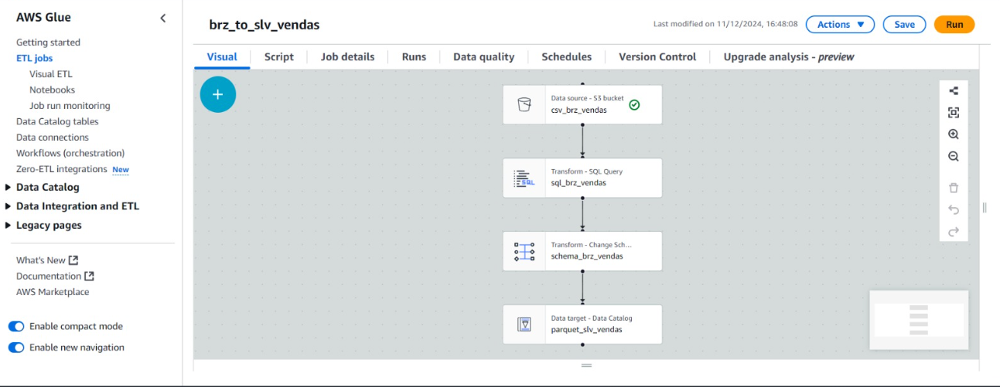 AWS Glue
Getting started
ETL jobs
Visual ETL
Notebooks
Job run monitoring
Data Catalog tables
Data connections
Workflows (orchestration)
Zero-ETL integrations New
Data Catalog
Data Integration and ETL
Legacy pages
What's New
Documentation
AWS Marketplace
Enable compact mode
Enable new navigation
brz_to_slv_vendas
Last modified on 11/12/2024, 16:48:08
Actions
Save
Run
Visual
Script
Job details
Runs
Data quality
Schedules
Version Control
Upgrade analysis - preview
Data source - S3 bucket
csv_brz_vendas
Transform - SQL Query
SQL
sql_brz_vendas
Transform - Change Sch...
schema_brz_vendas
Data target - Data Catalog
parquet_slv_vendas